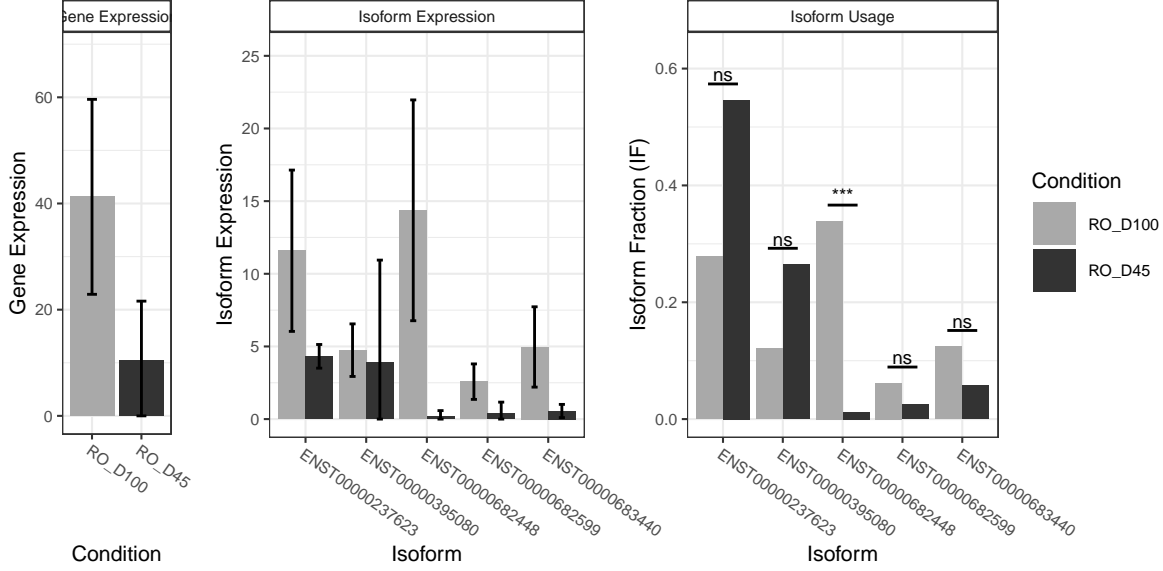 Gene Expression
Isoform Expression
Isoform Usage
Gene Expression
60
40
20
0
RO_D100
RO_D45
Condition
Isoform Expression
25
20
15
10
5
0
ENST00000237623
ENST00000395080
ENST00000682448
ENST00000682599
ENST00000683440
Isoform
Isoform Fraction (IF)
0.6
0.4
0.2
0.0
ns
ns
***
ns
ns
ENST00000237623
ENST00000395080
ENST00000682448
ENST00000682599
ENST00000683440
Isoform
Condition
RO_D100
RO_D45